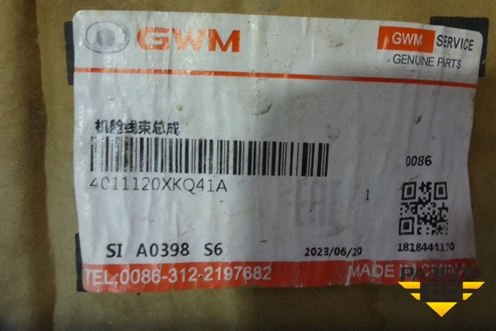 GWM
GWM SERVICE
GENUINE PARTS
机舱线束总成
0086
4011120XKQ41A
1
SI A0398 S6
2023/06/20
TEL:0086-312-2197682
MADE IN CHINA